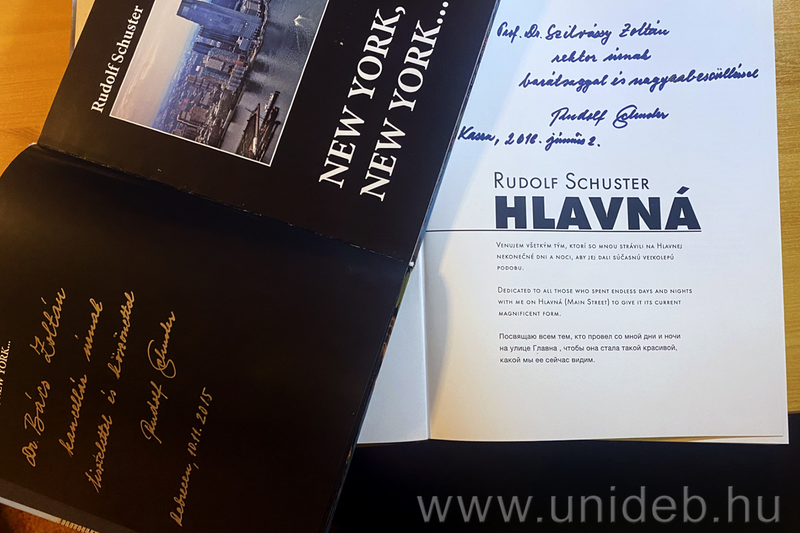 Rudolf Schuster
NEW YORK,
NEW YORK...
NEW YORK...
Dr. Bács Zoltán
kancellár úrnak
tisztelettel és köszönettel
Rudolf Schuster
Debrecen, 10.11.2015
Prof. Dr. Szilvássy Zoltán
rektor úrnak
barátsággal és nagyrabecsüléssel
Rudolf Schuster
Kassa, 2018. június 2.
RUDOLF SCHUSTER
HLAVNÁ
VENUJEM VŠETKÝM TÝM, KTORÍ SO MNOU STRÁVILI NA HLAVNEJ
NEKONEČNÉ DNI A NOCI, ABY JEJ DALI SÚČASNÚ VEĽKOLEPÚ
PODOBU.
DEDICATED TO ALL THOSE WHO SPENT ENDLESS DAYS AND NIGHTS
WITH ME ON HLAVNÁ (MAIN STREET) TO GIVE IT ITS CURRENT
MAGNIFICENT FORM.
Посвящаю всем тем, кто провел со мной дни и ночи
на улице Главна , чтобы она стала такой красивой,
какой мы ее сейчас видим.
www.unideb.hu